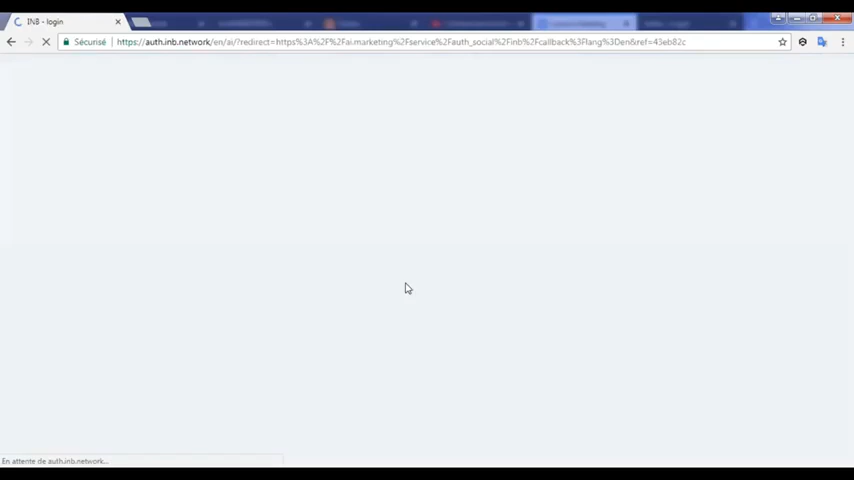 INB - login
Sécurisé https://auth.inb.network/en/ai/?redirect=https%3A%2F%2Fai.marketing%2Fservice%2Fauth_social%2Finb%2Fcallback%3Flang%3Den&ref=43eb82c
En attente de auth.inb.network...